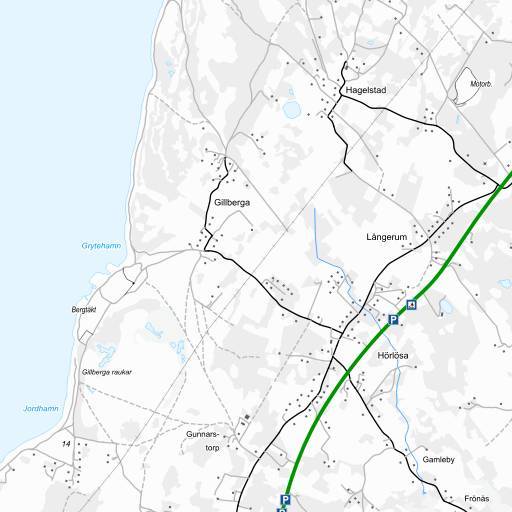 Motorb.
Hagelstad
Gillberga
Långerum
Grytehamn
Bergtäkt
P
Hörlösa
Gillberga raukar
Jordhamn
14
Gunnars-
torp
Gamleby
P
Frönäs